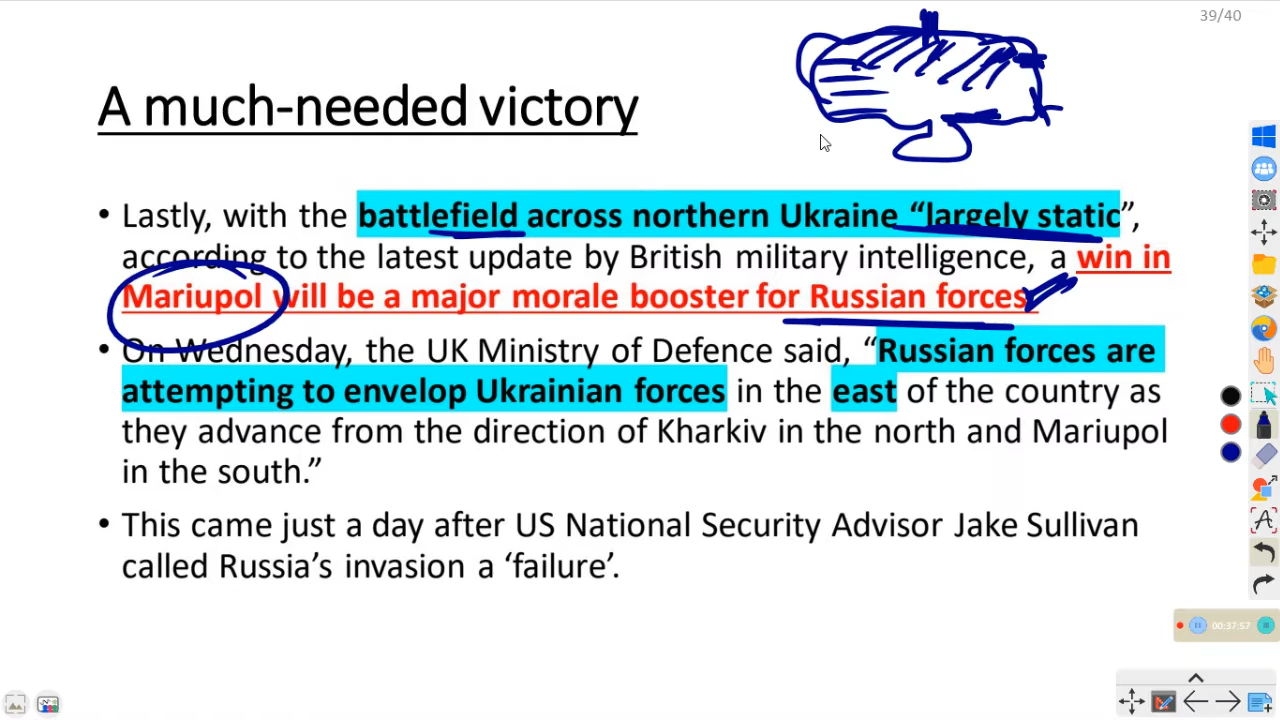 39/40
A much-needed victory
• Lastly, with the battlefield across northern Ukraine “largely static”,
according to the latest update by British military intelligence, a win in
Mariupol will be a major morale booster for Russian forces.
• On Wednesday, the UK Ministry of Defence said, “Russian forces are
attempting to envelop Ukrainian forces in the east of the country as
they advance from the direction of Kharkiv in the north and Mariupol
in the south.”
• This came just a day after US National Security Advisor Jake Sullivan
called Russia’s invasion a ‘failure’.
00:37:57